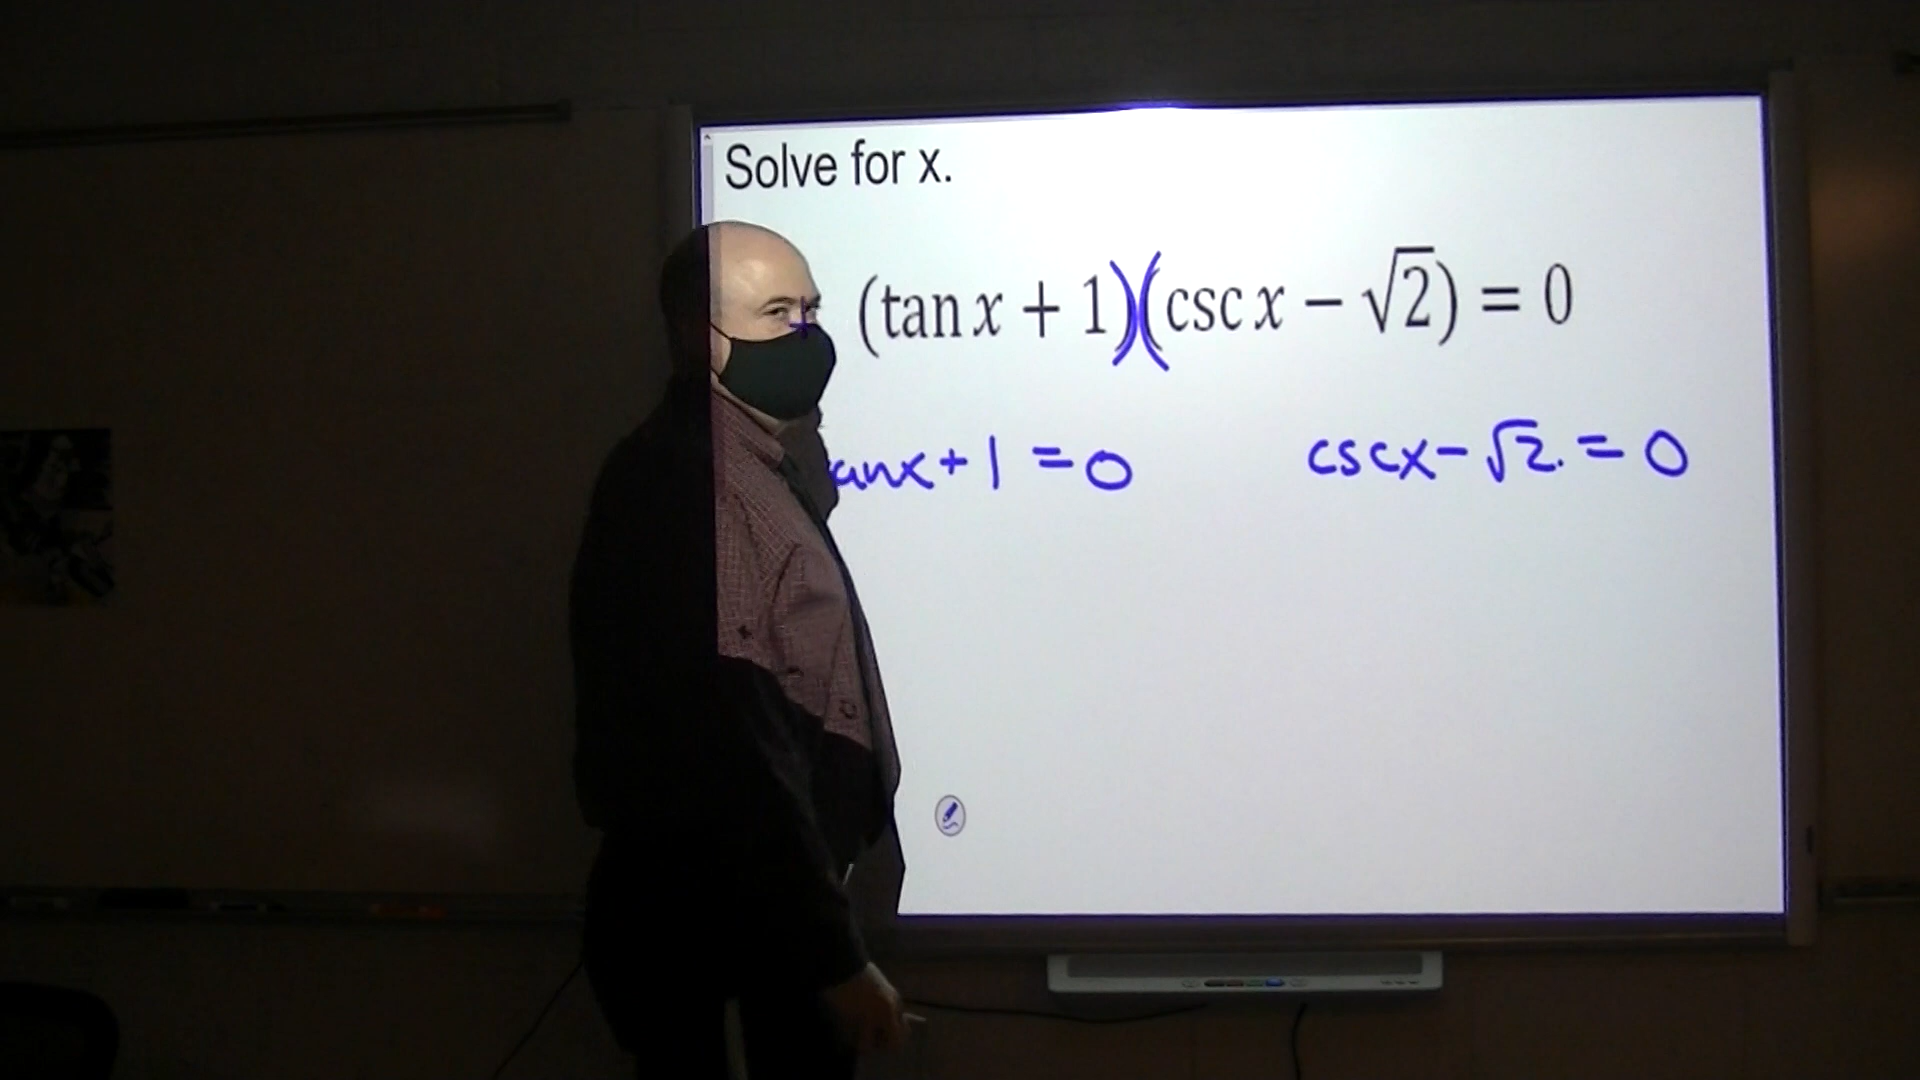 Solve for x.
(tan x + 1)(csc x − √2) = 0
anx + 1 = 0
cscx − √2. = 0